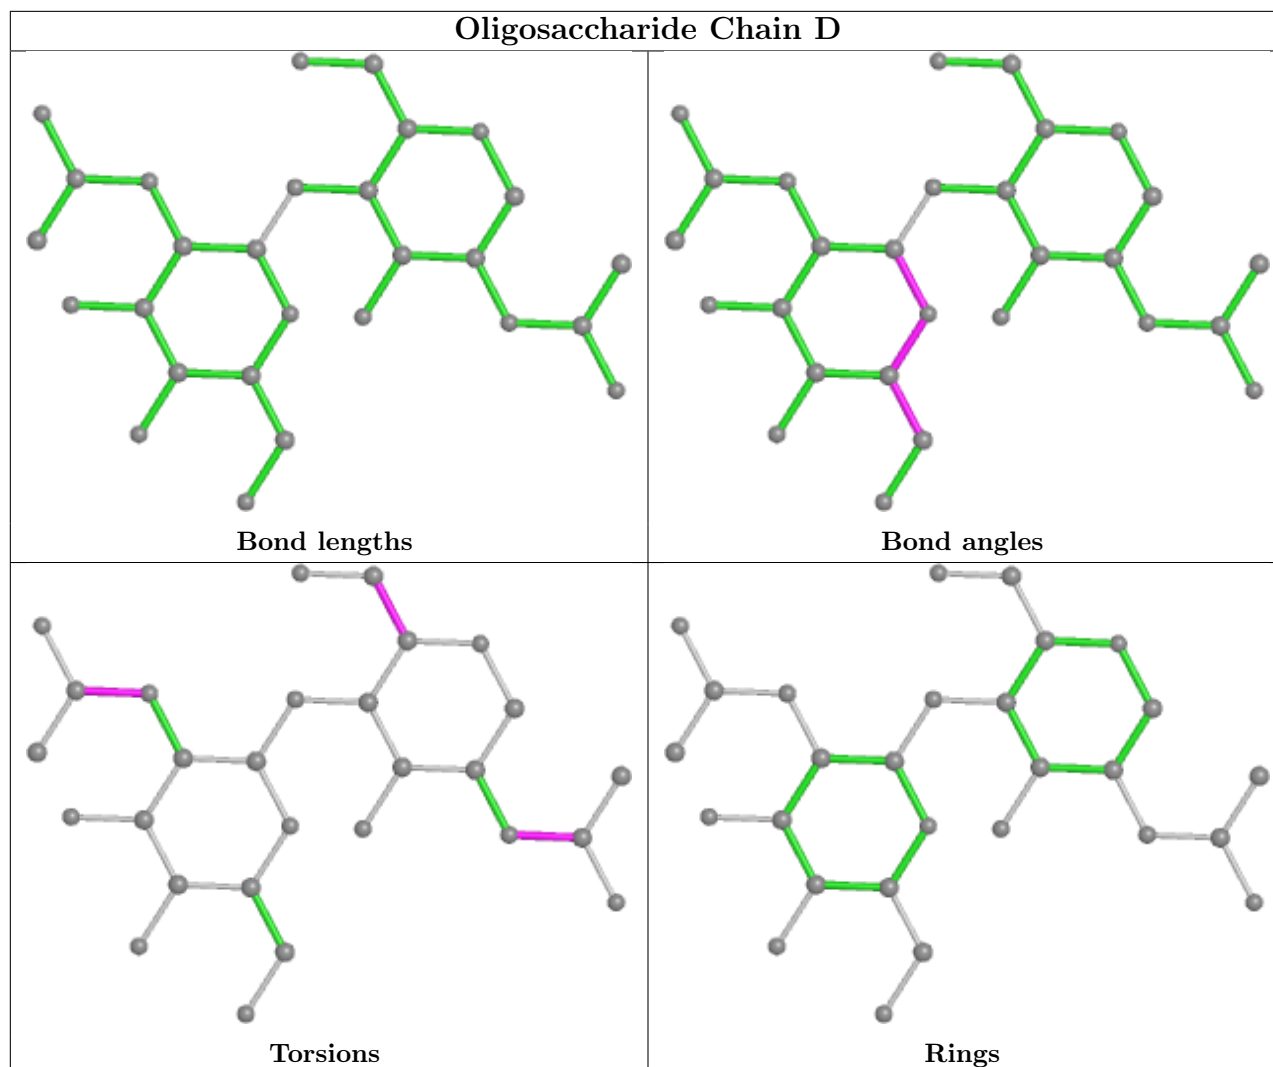 Oligosaccharide Chain D
Bond lengths
Bond angles
Torsions
Rings